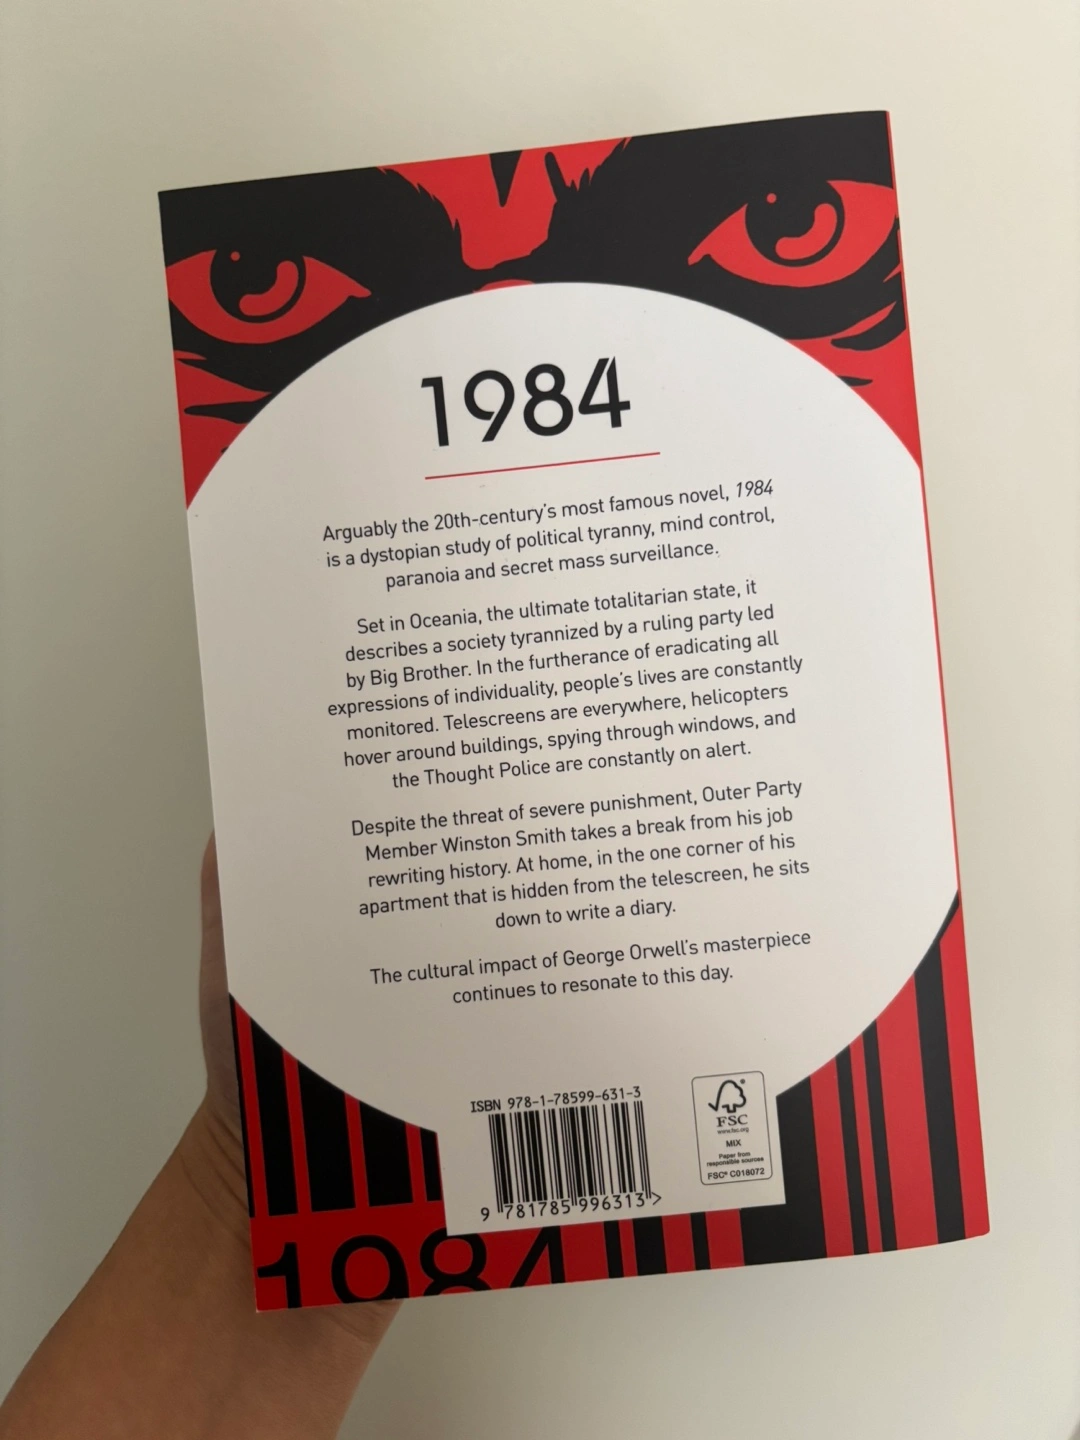 1984
Arguably the 20th-century's most famous novel, 1984
is a dystopian study of political tyranny, mind control,
paranoia and secret mass surveillance.
Set in Oceania, the ultimate totalitarian state, it
describes a society tyrannized by a ruling party led
by Big Brother. In the furtherance of eradicating all
expressions of individuality, people's lives are constantly
monitored. Telescreens are everywhere, helicopters
hover around buildings, spying through windows, and
the Thought Police are constantly on alert.
Despite the threat of severe punishment, Outer Party
Member Winston Smith takes a break from his job
rewriting history. At home, in the one corner of his
apartment that is hidden from the telescreen, he sits
down to write a diary.
The cultural impact of George Orwell's masterpiece
continues to resonate to this day.
ISBN 978-1-78599-631-3
9 781785 996313 >
FSC
www.fsc.org
MIX
Paper from
responsible sources
FSC® C018072
1984